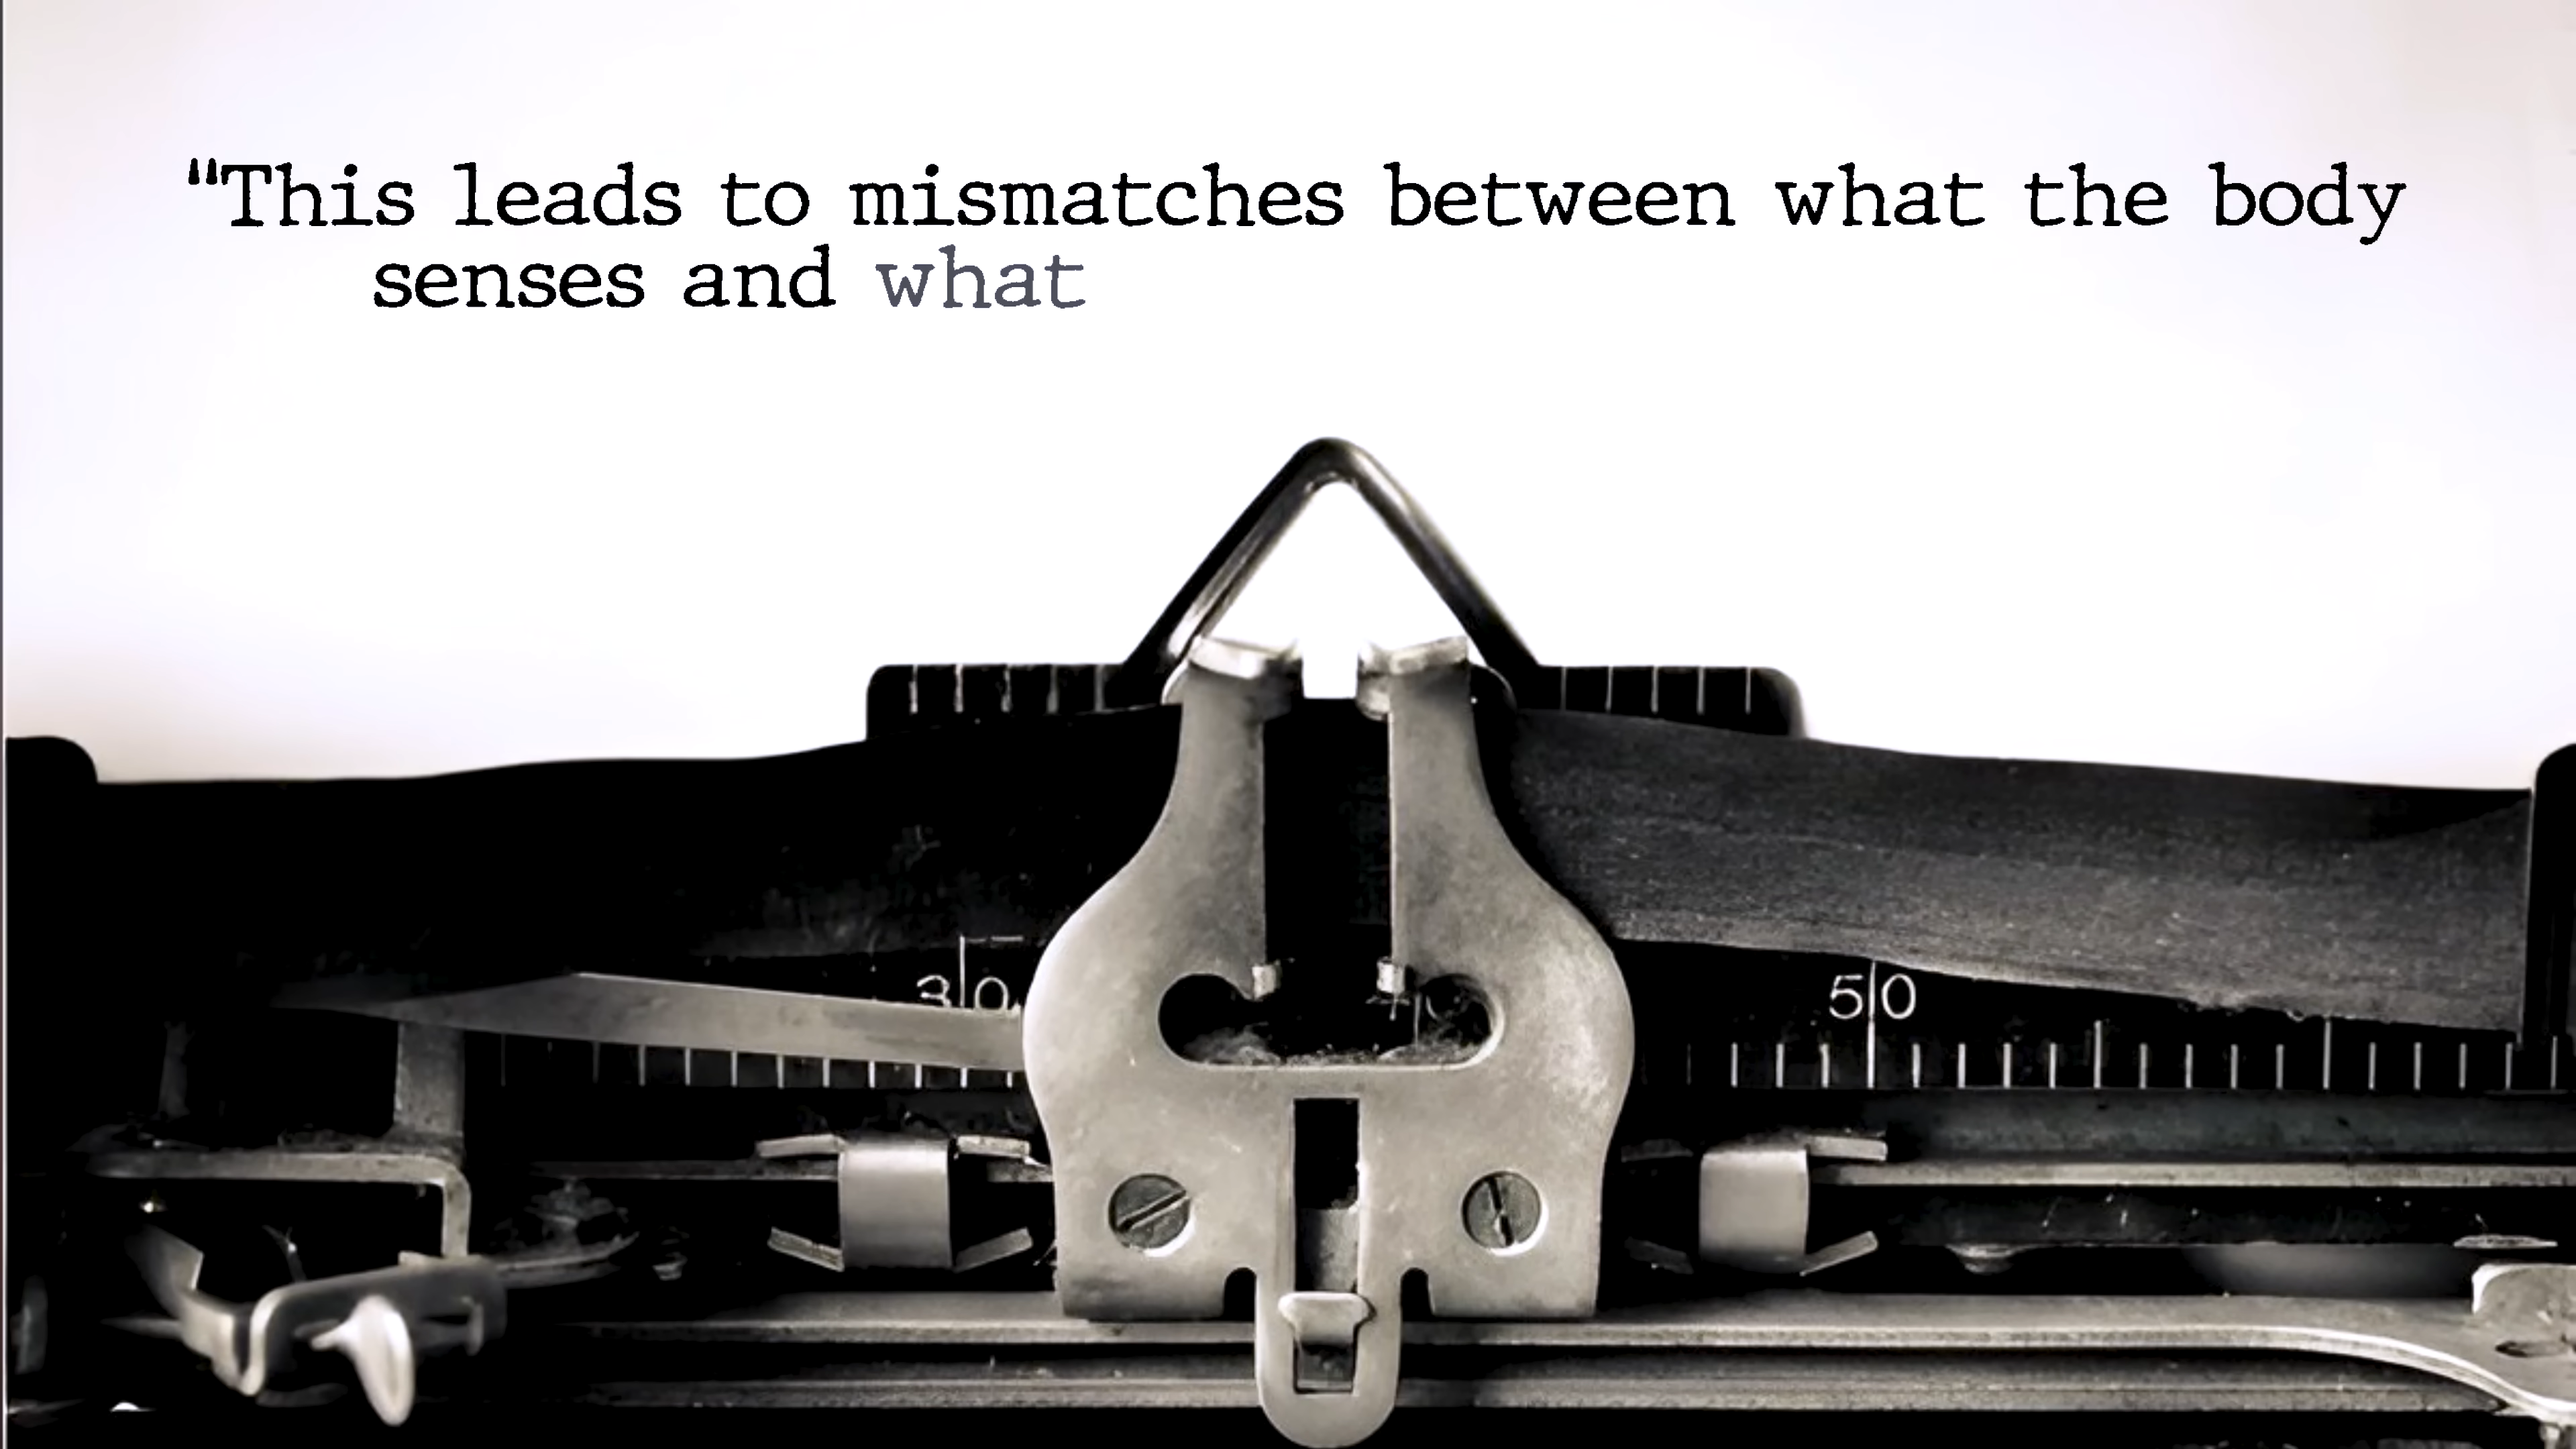 “This leads to mismatches between what the body
senses and what
30
50